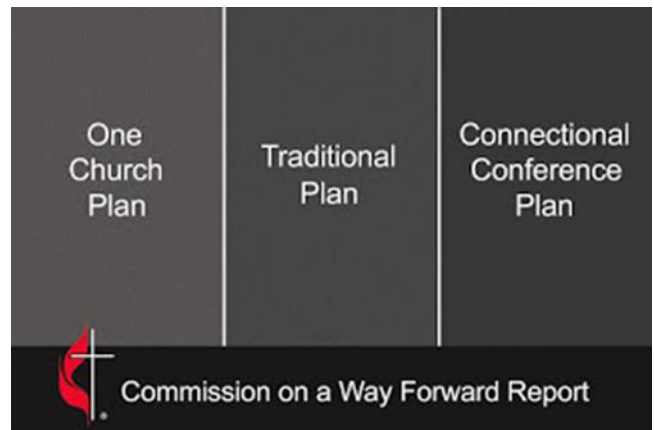 One
Church
Plan
Traditional
Plan
Connectional
Conference
Plan
Commission on a Way Forward Report
®